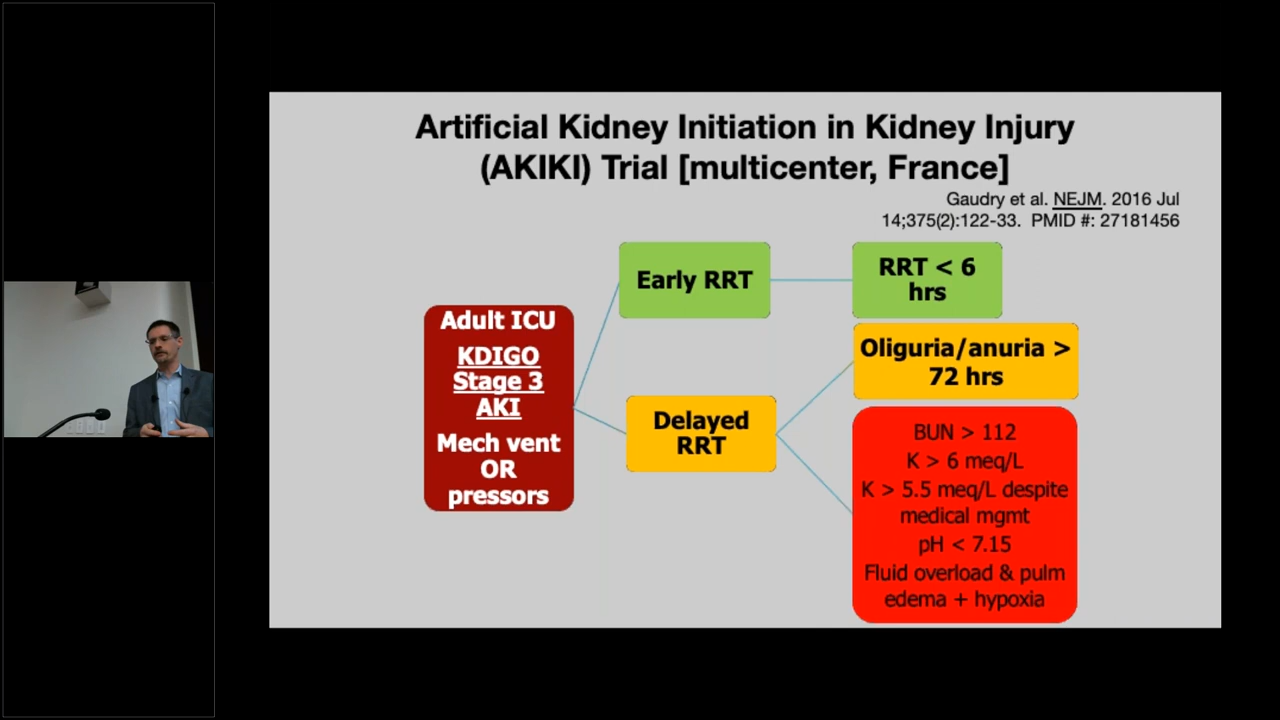 Artificial Kidney Initiation in Kidney Injury
(AKIKI) Trial [multicenter, France]
Gaudry et al. NEJM. 2016 Jul
14;375(2):122-33. PMID #: 27181456
Adult ICU
KDIGO
Stage 3
AKI
Mech vent
OR
pressors
Early RRT
RRT < 6
hrs
Delayed
RRT
Oliguria/anuria >
72 hrs
BUN > 112
K > 6 meq/L
K > 5.5 meq/L despite
medical mgmt
pH < 7.15
Fluid overload & pulm
edema + hypoxia